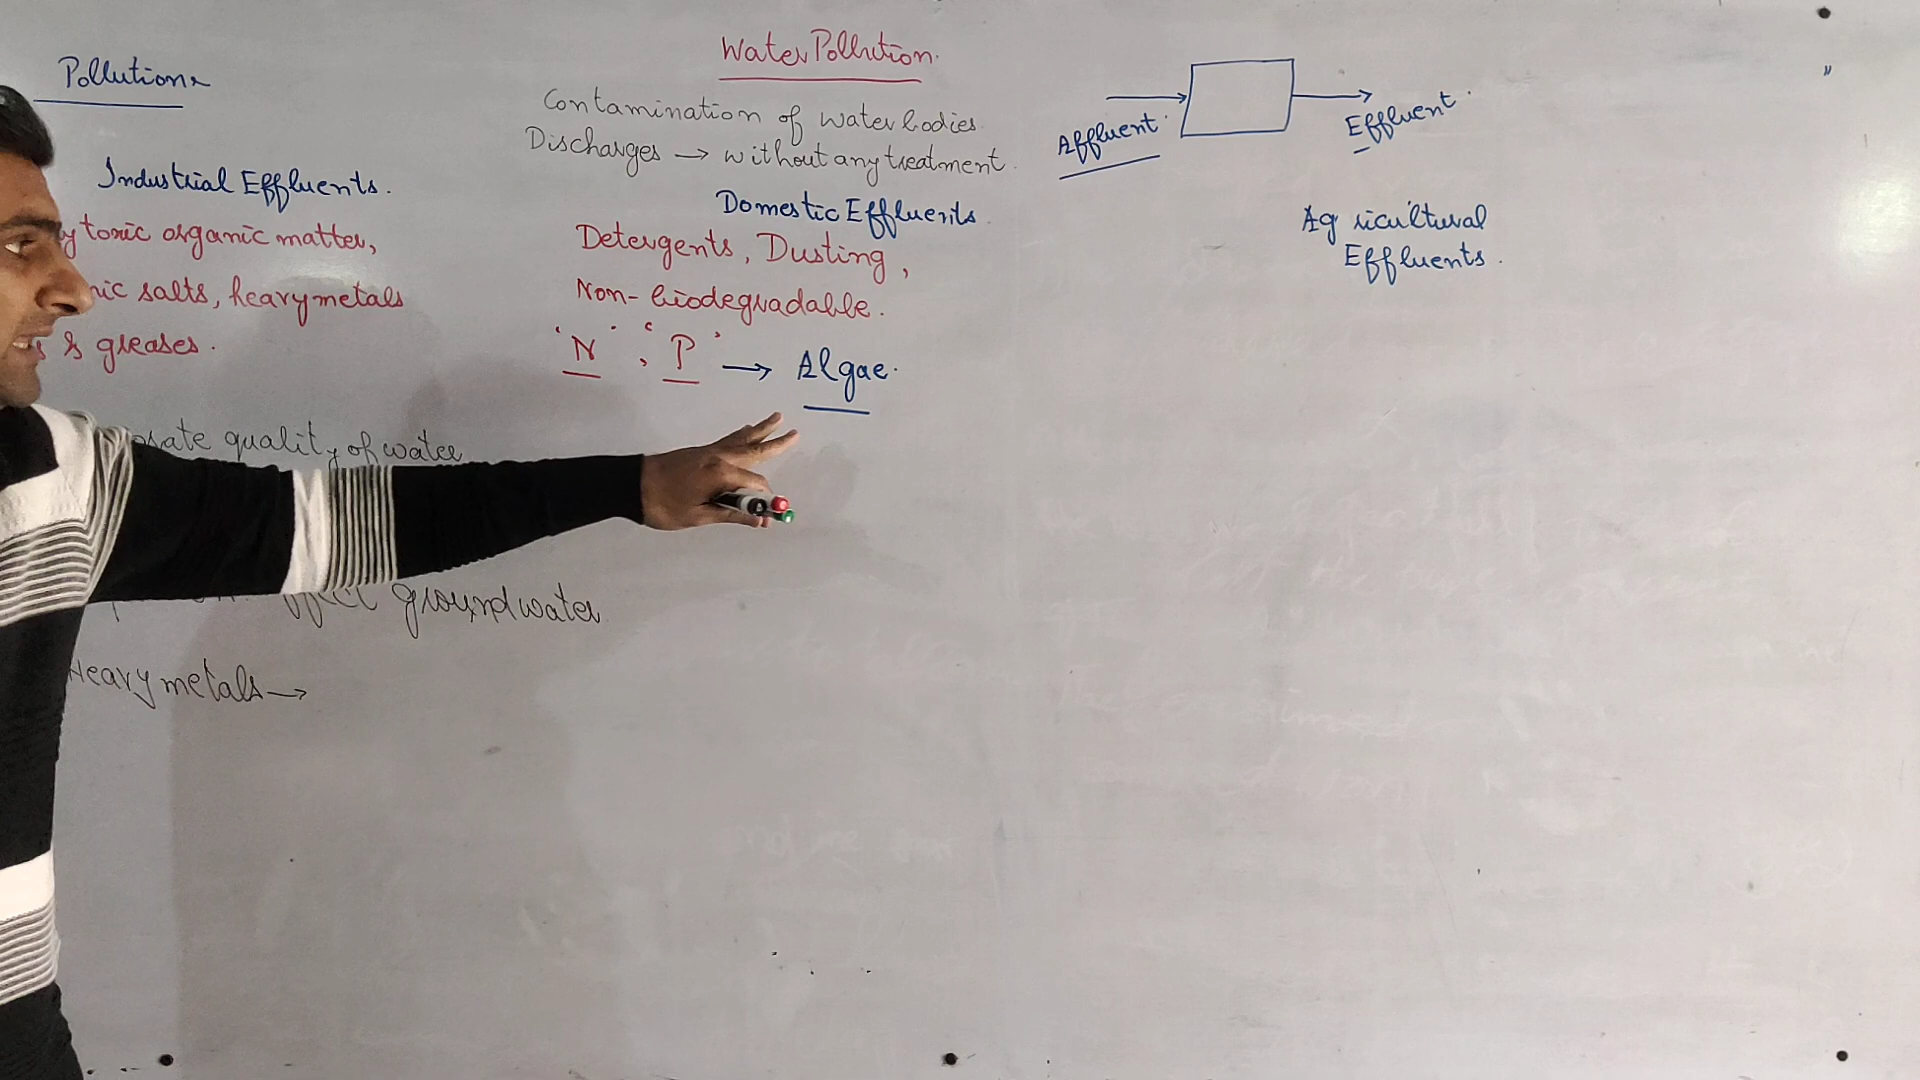 Water Pollution.
Pollution
Contamination of water bodies
Discharges → without any treatment.
Affluent.
Effluent.
Industrial Effluents.
toxic organic matter,
salts, heavy metals
& greases.
Domestic Effluents.
Detergents, Dusting,
Non-biodegradable.
'N', 'P' → Algae.
Agricultural
Effluents.
quality of water
groundwater
Heavy metals →